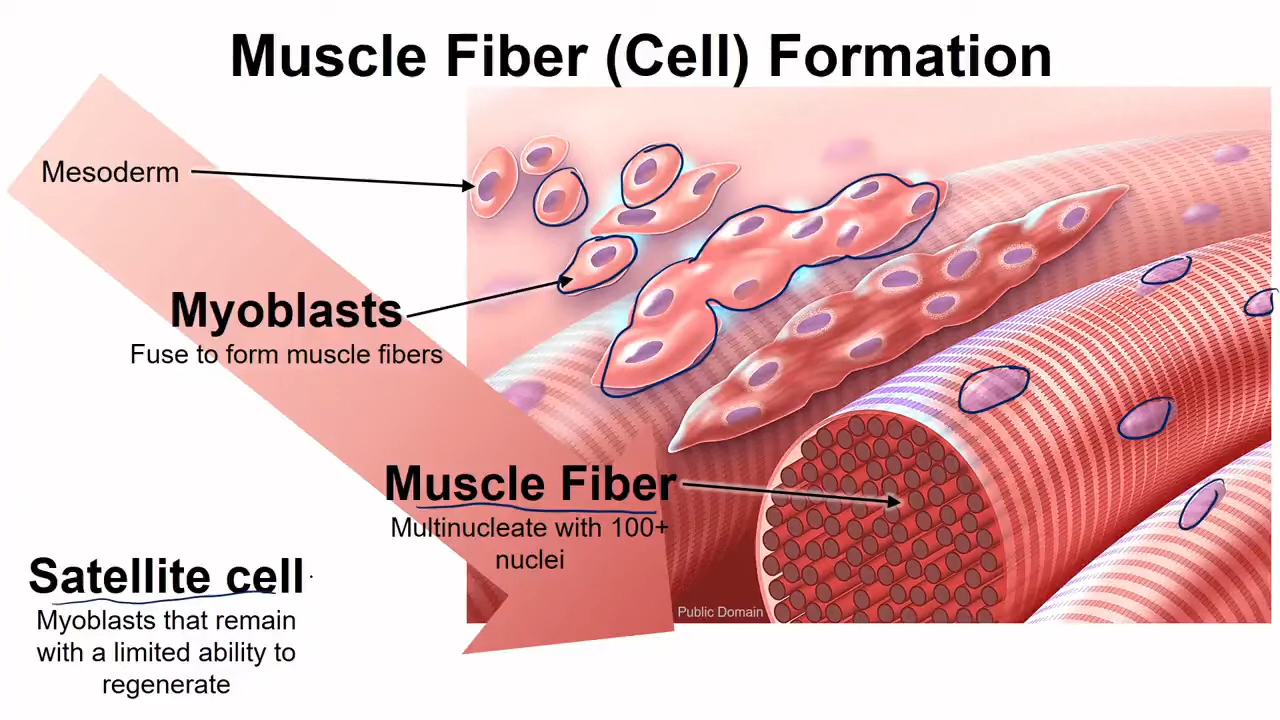 Muscle Fiber (Cell) Formation
Mesoderm
Myoblasts
Fuse to form muscle fibers
Muscle Fiber
Multinucleate with 100+
nuclei
Satellite cell
Myoblasts that remain
with a limited ability to
regenerate
Public Domain